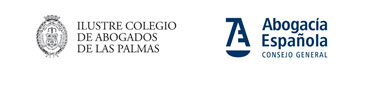 ILUSTRE COLEGIO
DE ABOGADOS
DE LAS PALMAS
Abogacía
Española
CONSEJO GENERAL